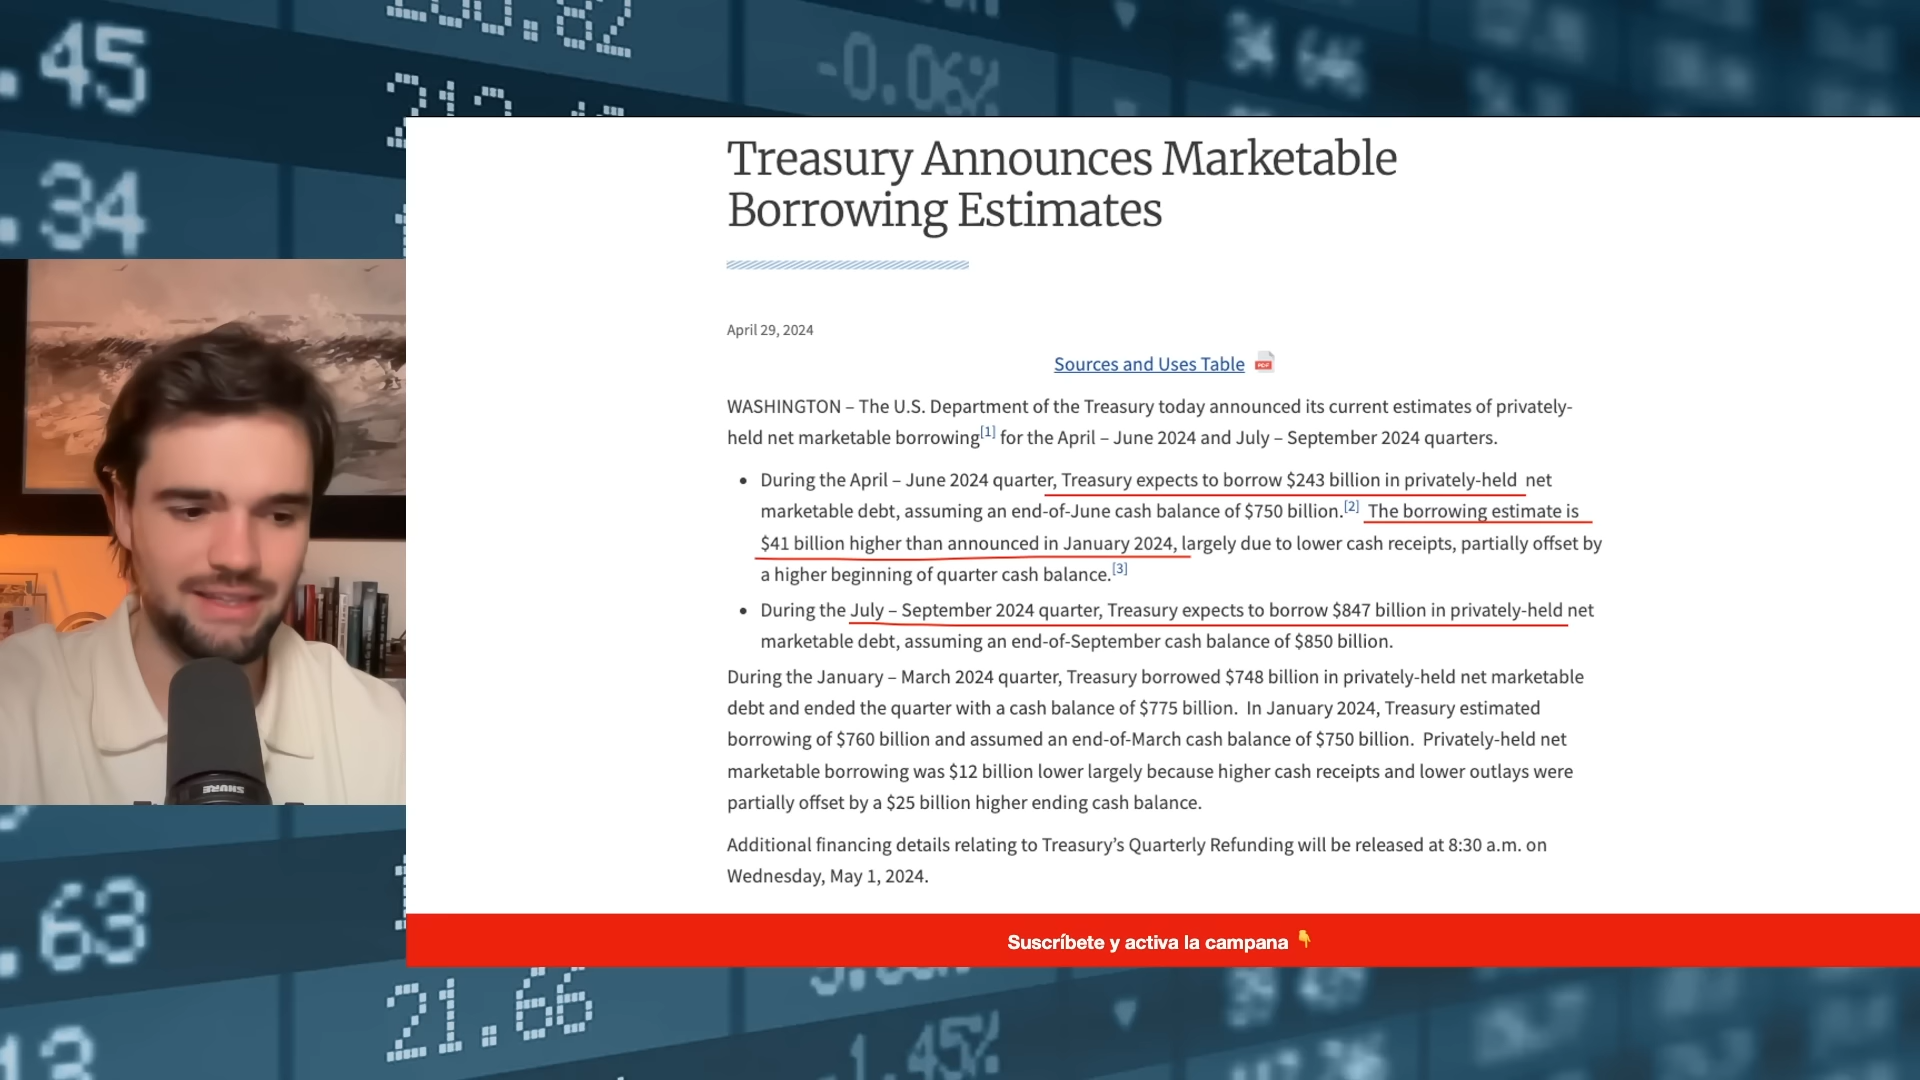 .45
212
-0.06%
34 646
.34
Treasury Announces Marketable
Borrowing Estimates
April 29, 2024
Sources and Uses Table
PDF
WASHINGTON – The U.S. Department of the Treasury today announced its current estimates of privately-
held net marketable borrowing[1] for the April – June 2024 and July – September 2024 quarters.
• During the April – June 2024 quarter, Treasury expects to borrow $243 billion in privately-held net
marketable debt, assuming an end-of-June cash balance of $750 billion.[2] The borrowing estimate is
$41 billion higher than announced in January 2024, largely due to lower cash receipts, partially offset by
a higher beginning of quarter cash balance.[3]
• During the July – September 2024 quarter, Treasury expects to borrow $847 billion in privately-held net
marketable debt, assuming an end-of-September cash balance of $850 billion.
During the January – March 2024 quarter, Treasury borrowed $748 billion in privately-held net marketable
debt and ended the quarter with a cash balance of $775 billion. In January 2024, Treasury estimated
borrowing of $760 billion and assumed an end-of-March cash balance of $750 billion. Privately-held net
marketable borrowing was $12 billion lower largely because higher cash receipts and lower outlays were
partially offset by a $25 billion higher ending cash balance.
Additional financing details relating to Treasury’s Quarterly Refunding will be released at 8:30 a.m. on
Wednesday, May 1, 2024.
SHURE
Suscríbete y activa la campana 👇
.63
21.66
1.45%